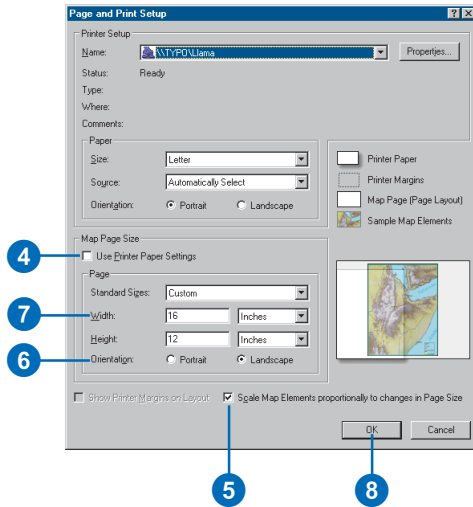 Page and Print Setup
Printer Setup
Name: \\TYPO\Llama Properties...
Status: Ready
Type:
Where:
Comments:
Paper
Size: Letter
Source: Automatically Select
Orientation: Portrait Landscape
Printer Paper
Printer Margins
Map Page (Page Layout)
Sample Map Elements
Map Page Size
4 Use Printer Paper Settings
Page
Standard Sizes: Custom
7 Width: 16 Inches
Height: 12 Inches
6 Orientation: Portrait Landscape
Show Printer Margins on Layout Scale Map Elements proportionally to changes in Page Size
OK Cancel
5 8